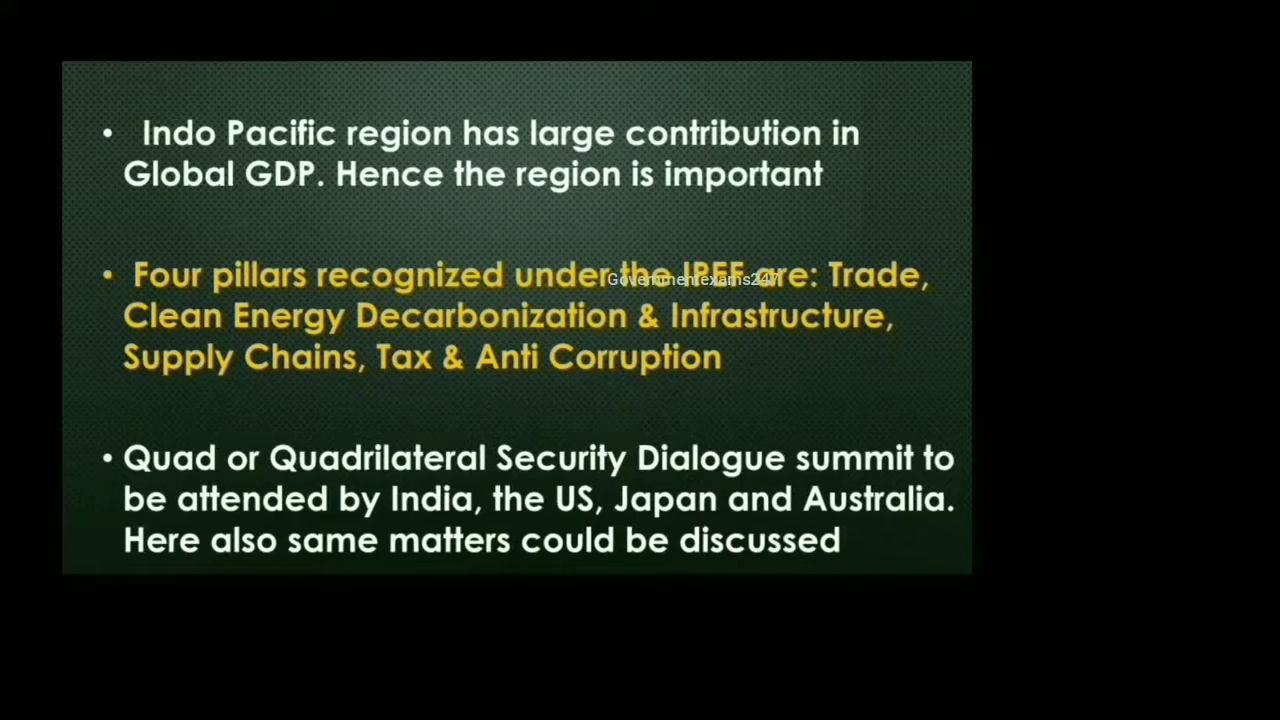 • Indo Pacific region has large contribution in
Global GDP. Hence the region is important
• Four pillars recognized under the IPEF are: Trade,
Clean Energy Decarbonization & Infrastructure,
Supply Chains, Tax & Anti Corruption
• Quad or Quadrilateral Security Dialogue summit to
be attended by India, the US, Japan and Australia.
Here also same matters could be discussed
Governmentexams247